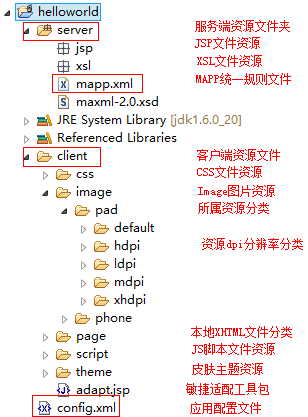 helloworld
server 服务端资源文件夹
jsp JSP文件资源
xsl XSL文件资源
mapp.xml MAPP统一规则文件
maxml-2.0.xsd
JRE System Library [jdk1.6.0_20]
Referenced Libraries
client 客户端资源文件
css CSS文件资源
image Image图片资源
pad 所属资源分类
default
hdpi 资源dpi分辨率分类
ldpi
mdpi
xhdpi
phone
page 本地XHTML文件分类
script JS脚本文件资源
theme 皮肤主题资源
adapt.jsp 敏捷适配工具包
config.xml 应用配置文件